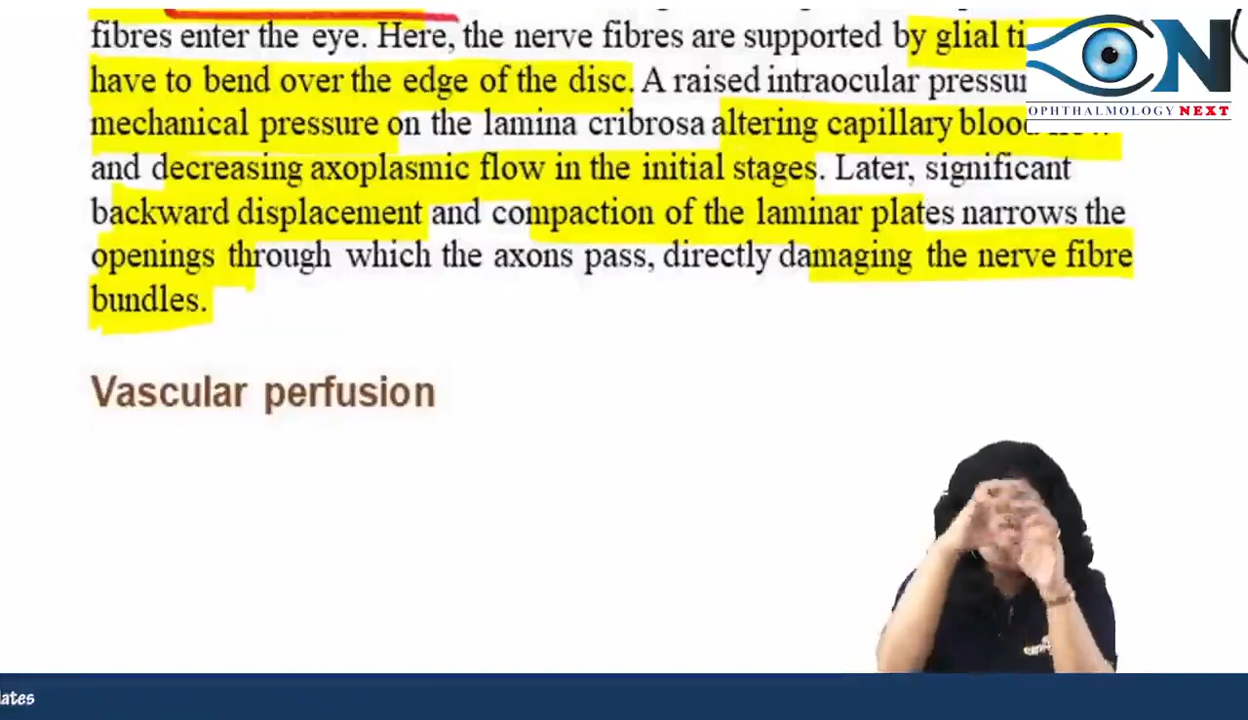 fibres enter the eye. Here, the nerve fibres are supported by glial
have to bend over the edge of the disc. A raised intraocular
mechanical pressure on the lamina cribrosa altering capillary blood
and decreasing axoplasmic flow in the initial stages. Later, significant
backward displacement and compaction of the laminar plates narrows the
openings through which the axons pass, directly damaging the nerve fibre
bundles.
Vascular perfusion
ON
OPHTHALMOLOGY NEXT